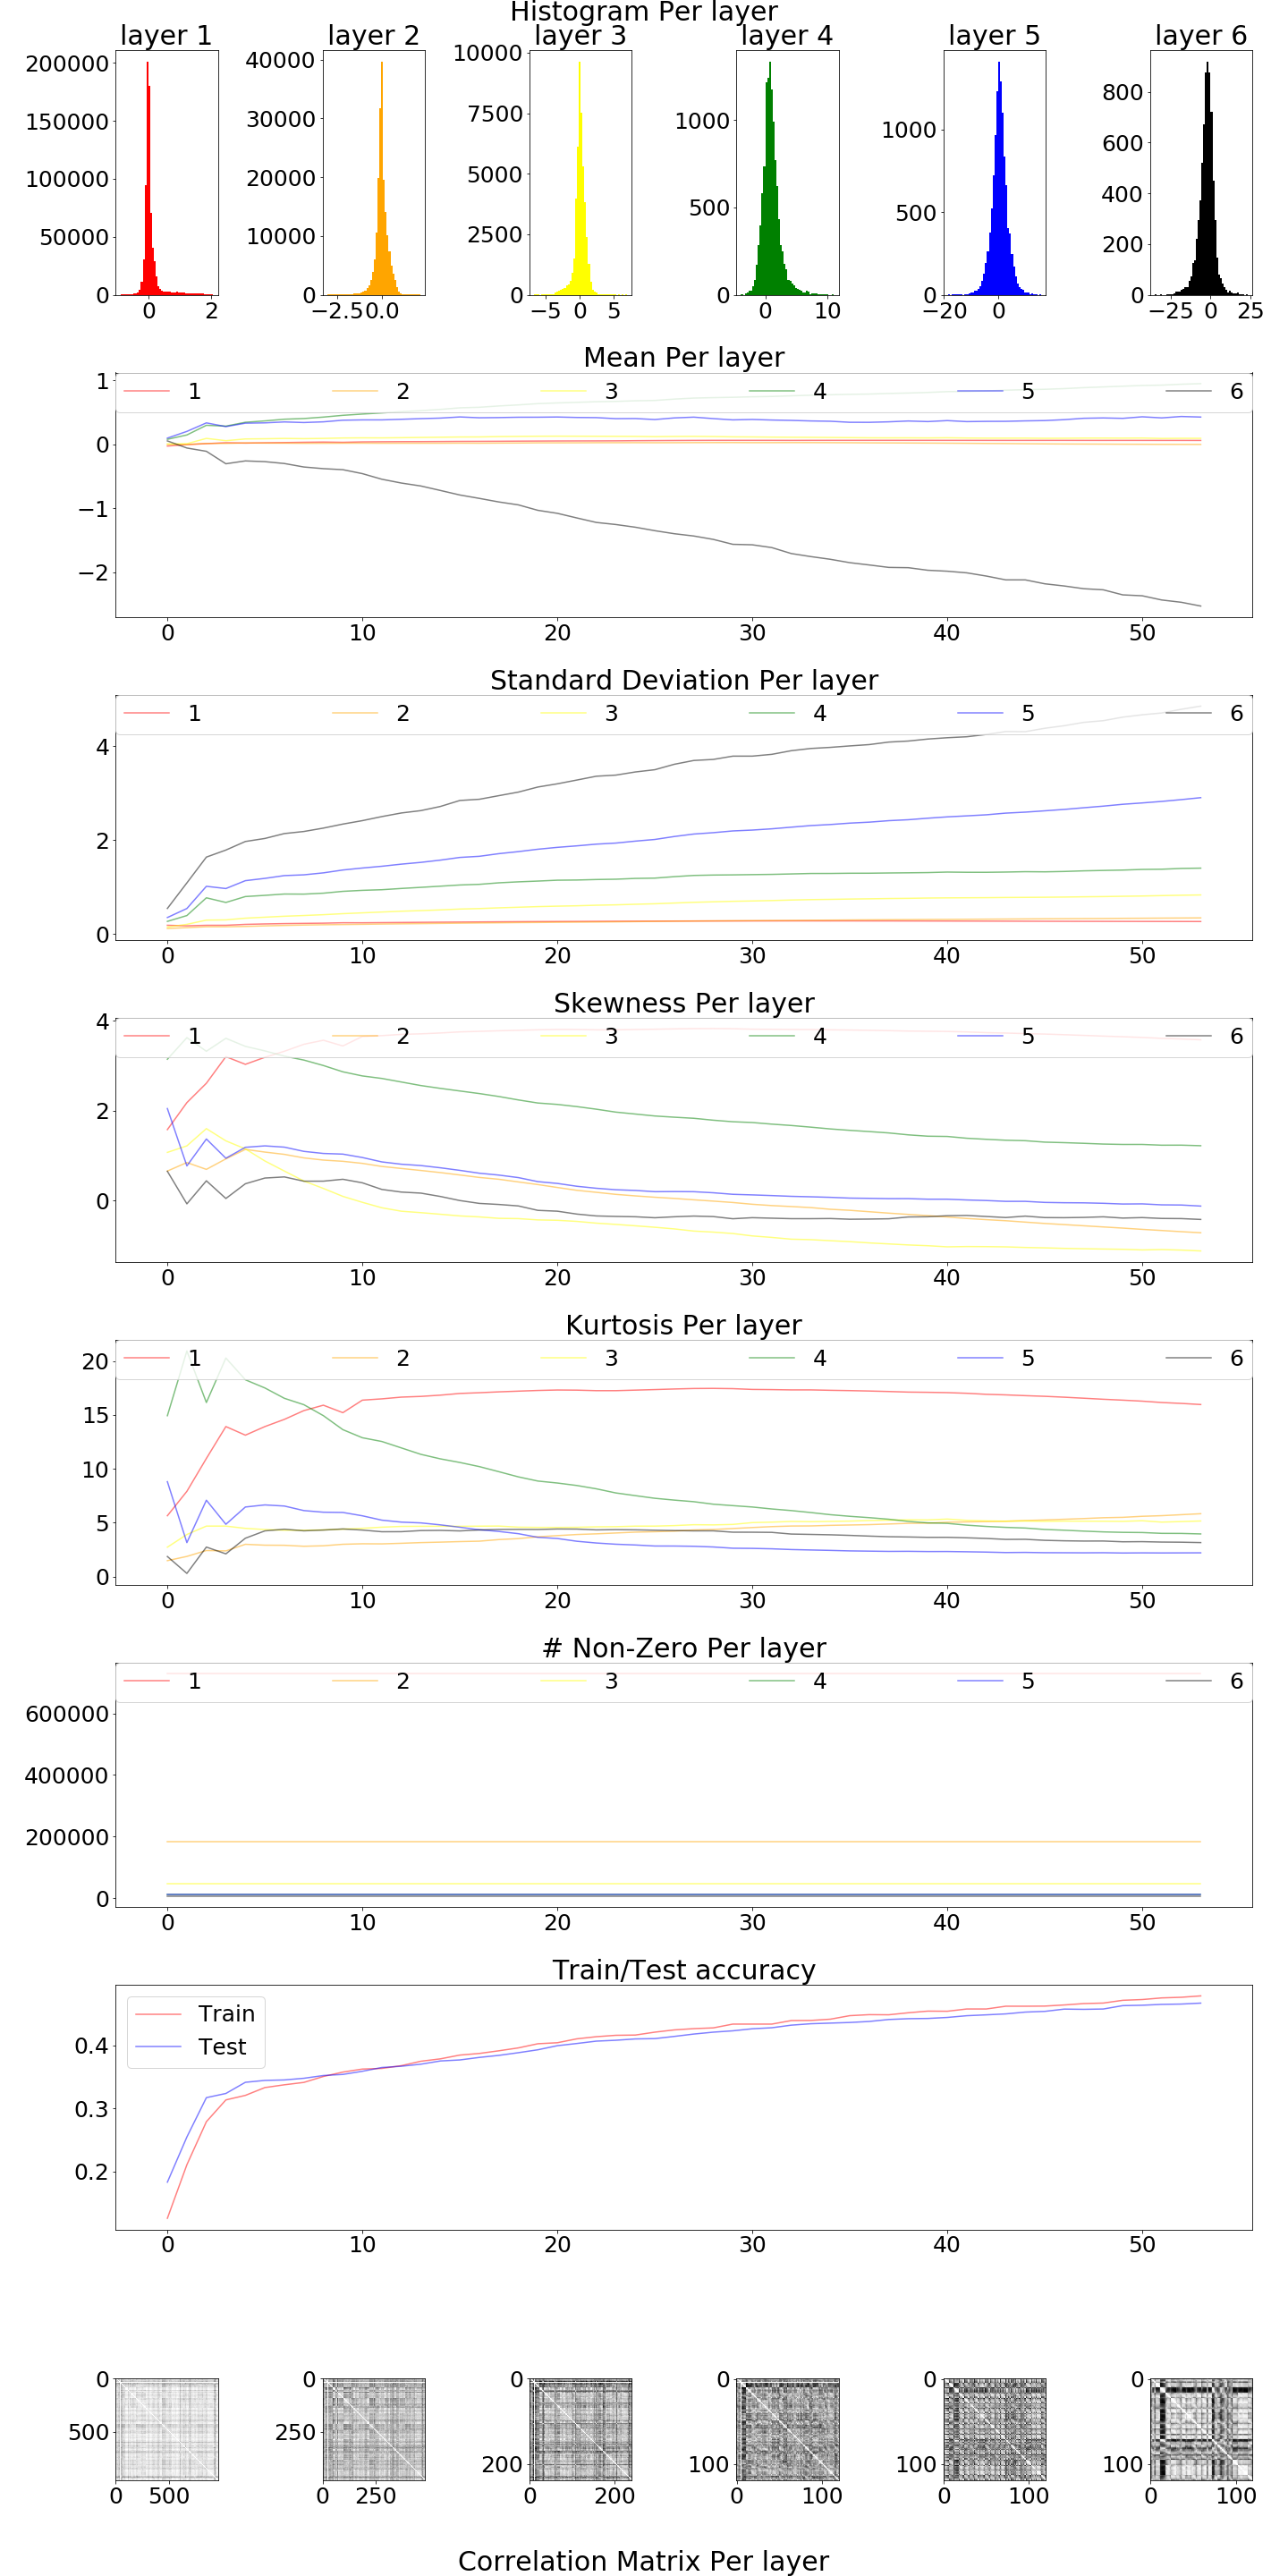 Histogram Per layer
layer 1 layer 2 layer 3 layer 4 layer 5 layer 6
200000 150000 100000 50000 0
0 2
40000 30000 20000 10000 0
−2.5 0.0
10000 7500 5000 2500 0
−5 0 5
1000 500 0
0 10
1000 500 0
−20 0
800 600 400 200 0
−25 0 25
Mean Per layer
1 2 3 4 5 6
1
0
−1
−2
0 10 20 30 40 50
Standard Deviation Per layer
1 2 3 4 5 6
4
2
0
0 10 20 30 40 50
Skewness Per layer
1 2 3 4 5 6
4
2
0
0 10 20 30 40 50
Kurtosis Per layer
1 2 3 4 5 6
20
15
10
5
0
0 10 20 30 40 50
# Non-Zero Per layer
1 2 3 4 5 6
600000
400000
200000
0
0 10 20 30 40 50
Train/Test accuracy
Train
Test
0.4
0.3
0.2
0 10 20 30 40 50
0 500
0 500
0 250
0 250
0 200
0 200
0 100
0 100
0 100
0 100
0 100
0 100
Correlation Matrix Per layer